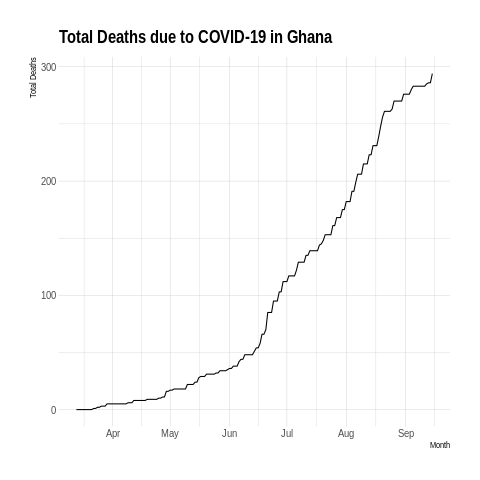 Total Deaths due to COVID-19 in Ghana
Total Deaths
300
200
100
0
Apr May Jun Jul Aug Sep
Month